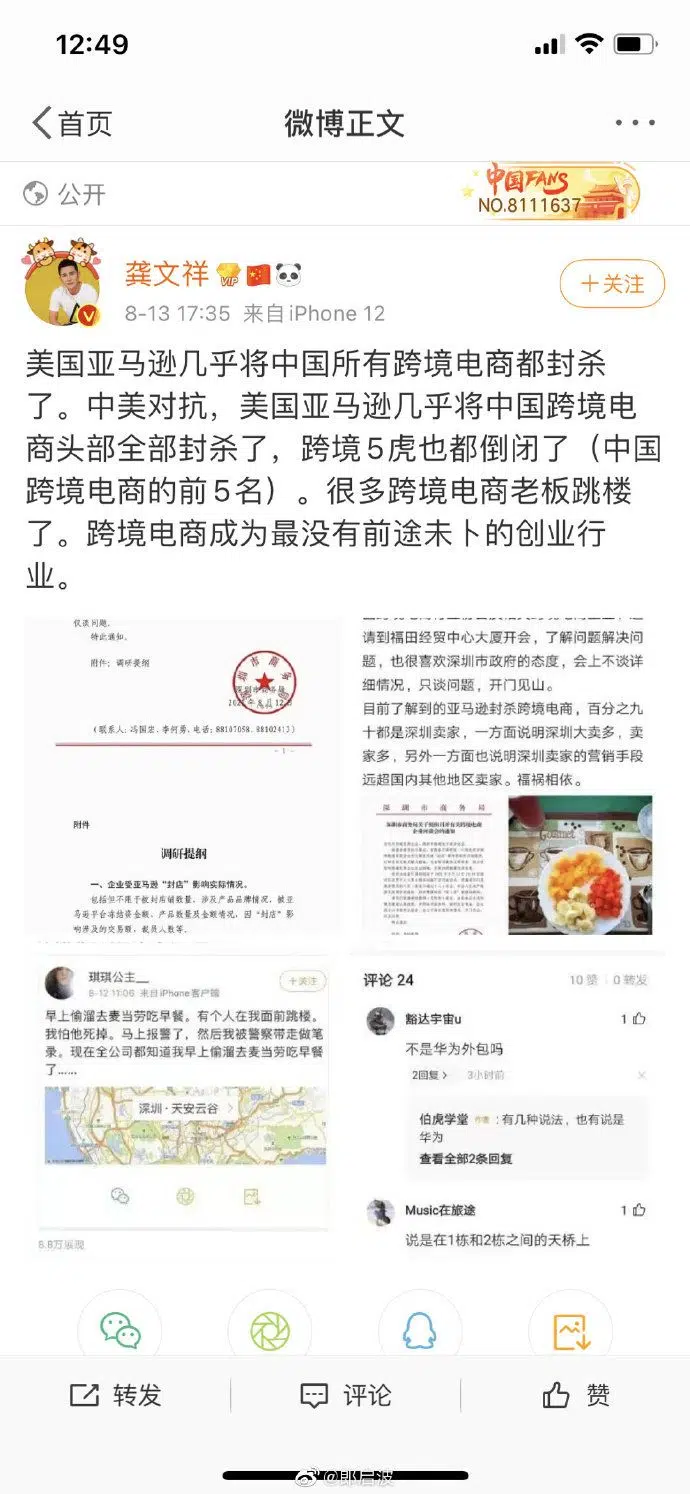 12:49
首页
微博正文
公开
中国FANS
NO.8111637
龚文祥
VIP
8-13 17:35 来自iPhone 12
+关注
美国亚马逊几乎将中国所有跨境电商都封杀
了。中美对抗，美国亚马逊几乎将中国跨境电
商头部全部封杀了，跨境5虎也都倒闭了（中国
跨境电商的前5名）。很多跨境电商老板跳楼
了。跨境电商成为最没有前途未卜的创业行
业。
仅谈问题。
特此通知。
附件：调研提纲
深圳市商务局
2021年8月12日
（联系人：冯国忠、李何勇，电话：88107058、88102413）
- 1 -
附件
调研提纲
一、企业受亚马逊“封店”影响实际情况。
包括但不限于被封店铺数量、涉及产品品牌情况、被亚
马逊平台冻结资金额、产品数量及金额情况，因“封店”影
响涉及的交易额、裁员人数等。
请到福田经贸中心大厦开会，了解问题解决问
题，也很喜欢深圳市政府的态度，会上不谈详
细情况，只谈问题，开门见山。
目前了解到的亚马逊封杀跨境电商，百分之九
十都是深圳卖家，一方面说明深圳大卖多，卖
家多，另外一方面也说明深圳卖家的营销手段
远超国内其他地区卖家。福祸相依。
深圳市商务局
琪琪公主__
8-12 11:06 来自iPhone客户端
+关注
早上偷溜去麦当劳吃早餐。有个人在我面前跳楼。
我怕他死掉。马上报警了，然后我被警察带走做笔
录。现在全公司都知道我早上偷溜去麦当劳吃早餐
了……
深圳·天安云谷
8.8万展现
评论 24
10 赞
0 转发
豁达宇宙u
1
不是华为外包吗
2回复
3小时前
伯虎学堂 作者：有几种说法，也有说是
华为
查看全部2条回复
Music在旅途
1
说是在1栋和2栋之间的天桥上
转发
评论
赞
@郎启波